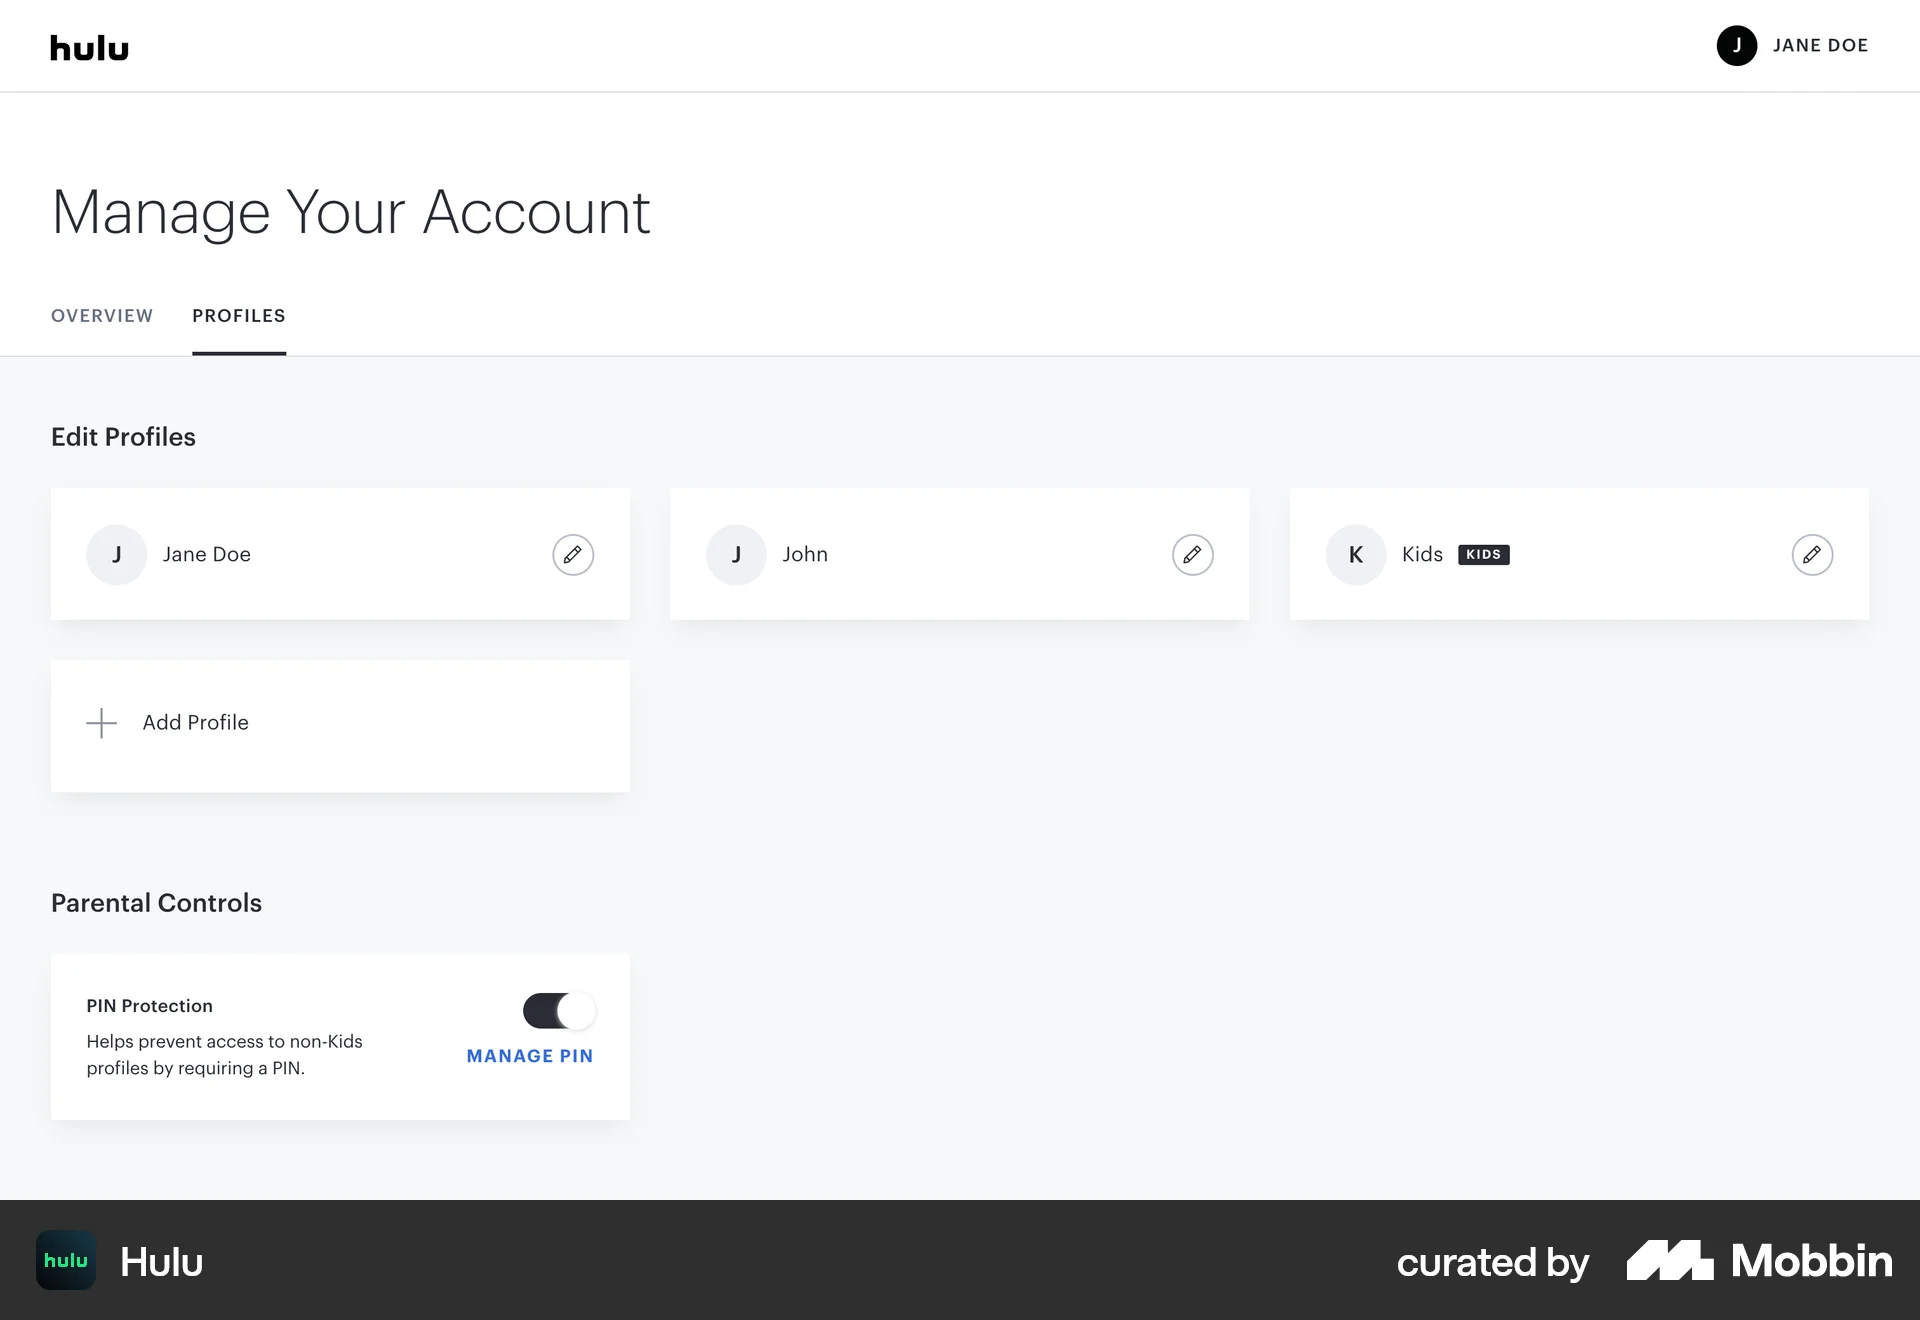 hulu
J JANE DOE
Manage Your Account
OVERVIEW PROFILES
Edit Profiles
J Jane Doe
J John
K Kids KIDS
Add Profile
Parental Controls
PIN Protection
Helps prevent access to non-Kids
profiles by requiring a PIN.
MANAGE PIN
hulu Hulu
curated by Mobbin